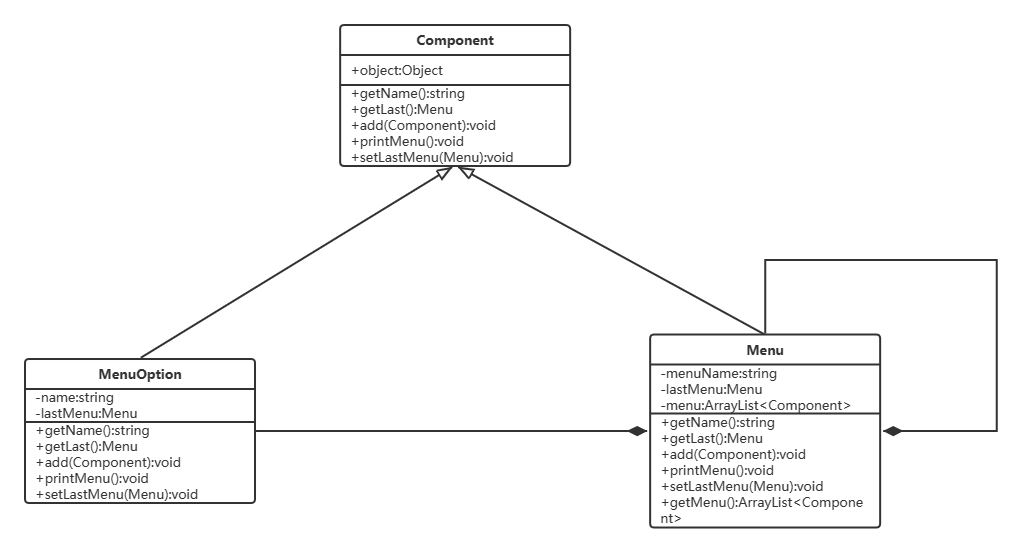 Component
+object:Object
+getName():string
+getLast():Menu
+add(Component):void
+printMenu():void
+setLastMenu(Menu):void
MenuOption
-name:string
-lastMenu:Menu
+getName():string
+getLast():Menu
+add(Component):void
+printMenu():void
+setLastMenu(Menu):void
Menu
-menuName:string
-lastMenu:Menu
-menu:ArrayList<Component>
+getName():string
+getLast():Menu
+add(Component):void
+printMenu():void
+setLastMenu(Menu):void
+getMenu():ArrayList<Compone
nt>